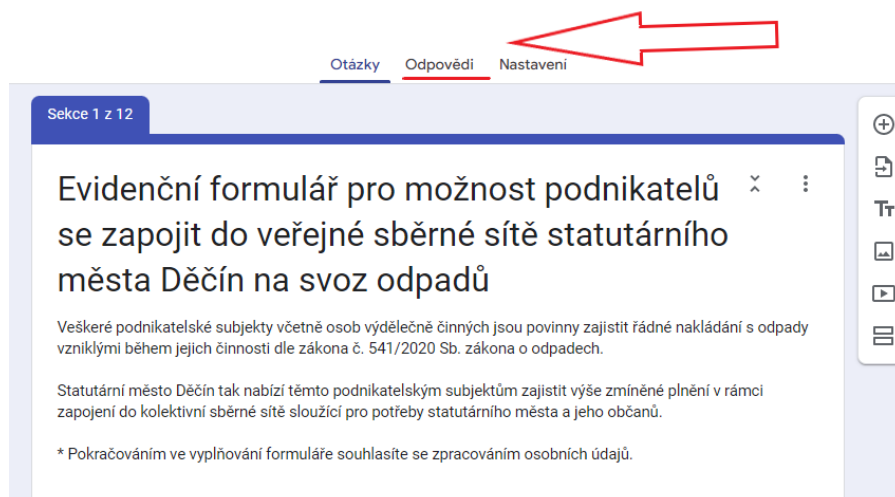 Otázky Odpovědi Nastavení
Sekce 1 z 12
Evidenční formulář pro možnost podnikatelů
se zapojit do veřejné sběrné sítě statutárního
města Děčín na svoz odpadů
Veškeré podnikatelské subjekty včetně osob výdělečně činných jsou povinny zajistit řádné nakládání s odpady
vzniklými během jejich činnosti dle zákona č. 541/2020 Sb. zákona o odpadech.
Statutární město Děčín tak nabízí těmto podnikatelským subjektům zajistit výše zmíněné plnění v rámci
zapojení do kolektivní sběrné sítě sloužící pro potřeby statutárního města a jeho občanů.
* Pokračováním ve vyplňování formuláře souhlasíte se zpracováním osobních údajů.
Tт